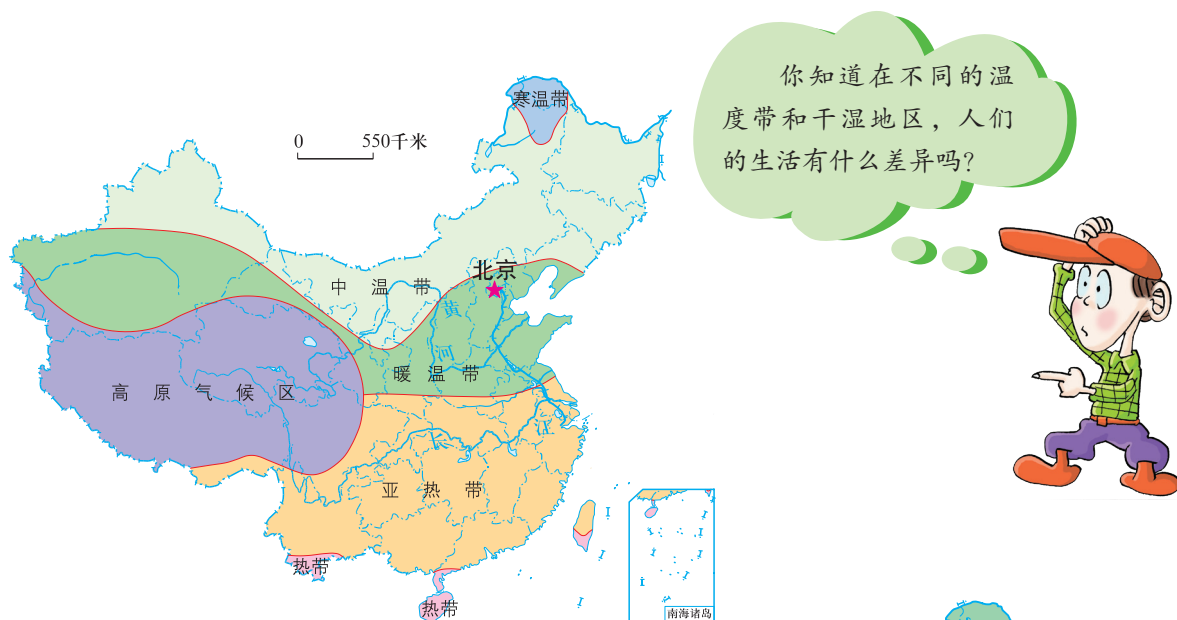 你知道在不同的温
度带和干湿地区，人们
的生活有什么差异吗？
寒温带
0 550千米
中温带
北京
黄
河
暖温带
高原气候区
江
亚热带
热带
热带
南海诸岛